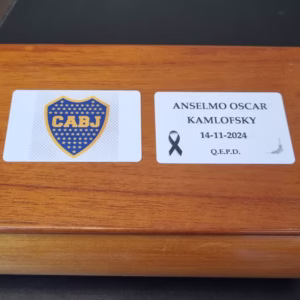 CABJ
ANSELMO OSCAR
KAMLOFSKY
14-11-2024
Q.E.P.D.